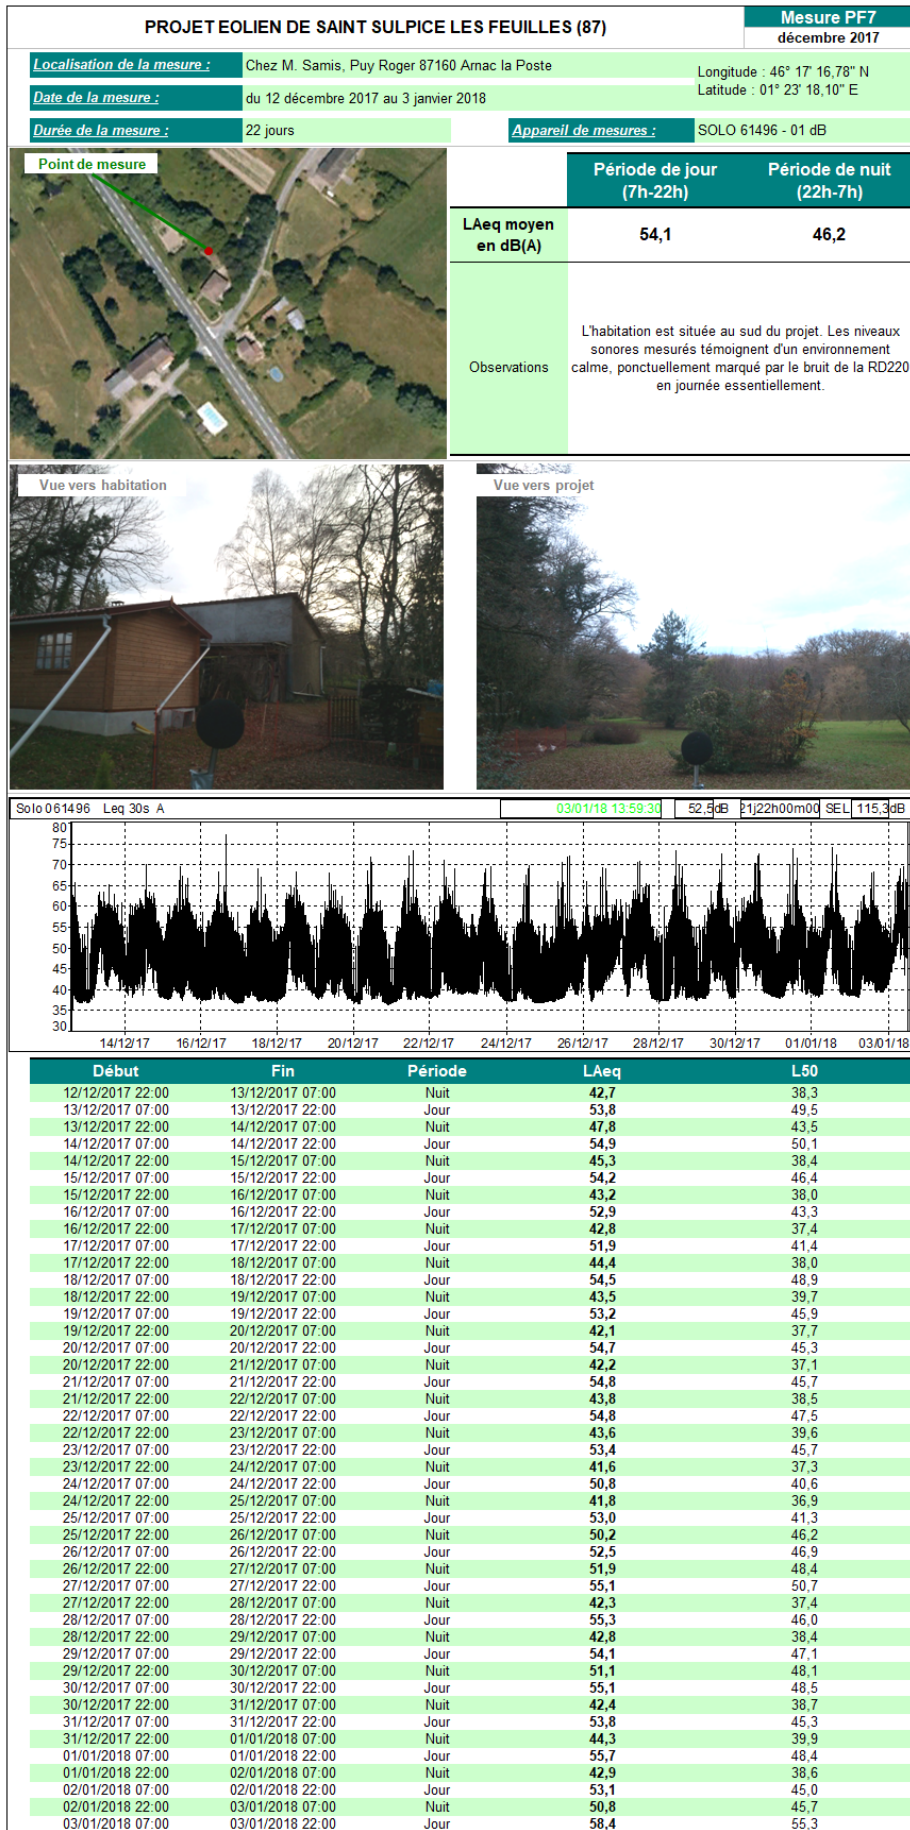 PROJET EOLIEN DE SAINT SULPICE LES FEUILLES (87)
Mesure PF7
décembre 2017
Localisation de la mesure : Chez M. Samis, Puy Roger 87160 Arnac la Poste
Longitude : 46° 17' 16,78" N
Latitude : 01° 23' 18,10" E
Date de la mesure : du 12 décembre 2017 au 3 janvier 2018
Durée de la mesure : 22 jours Appareil de mesures : SOLO 61496 - 01 dB
Point de mesure
Période de jour (7h-22h) Période de nuit (22h-7h)
LAeq moyen en dB(A) 54,1 46,2
Observations
L'habitation est située au sud du projet. Les niveaux
sonores mesurés témoignent d'un environnement
calme, ponctuellement marqué par le bruit de la RD220
en journée essentiellement.
Vue vers habitation
Vue vers projet
Solo 061496 Leq 30s A 03/01/18 13:59:30 52,5dB 21j22h00m00 SEL 115,3dB
80
75
70
65
60
55
50
45
40
35
30
14/12/17 16/12/17 18/12/17 20/12/17 22/12/17 24/12/17 26/12/17 28/12/17 30/12/17 01/01/18 03/01/18
Début Fin Période LAeq L50
12/12/2017 22:00 13/12/2017 07:00 Nuit 42,7 38,3
13/12/2017 07:00 13/12/2017 22:00 Jour 53,8 49,5
13/12/2017 22:00 14/12/2017 07:00 Nuit 47,8 43,5
14/12/2017 07:00 14/12/2017 22:00 Jour 54,9 50,1
14/12/2017 22:00 15/12/2017 07:00 Nuit 45,3 38,4
15/12/2017 07:00 15/12/2017 22:00 Jour 54,2 46,4
15/12/2017 22:00 16/12/2017 07:00 Nuit 43,2 38,0
16/12/2017 07:00 16/12/2017 22:00 Jour 52,9 43,3
16/12/2017 22:00 17/12/2017 07:00 Nuit 42,8 37,4
17/12/2017 07:00 17/12/2017 22:00 Jour 51,9 41,4
17/12/2017 22:00 18/12/2017 07:00 Nuit 44,4 38,0
18/12/2017 07:00 18/12/2017 22:00 Jour 54,5 48,9
18/12/2017 22:00 19/12/2017 07:00 Nuit 43,5 39,7
19/12/2017 07:00 19/12/2017 22:00 Jour 53,2 45,9
19/12/2017 22:00 20/12/2017 07:00 Nuit 42,1 37,7
20/12/2017 07:00 20/12/2017 22:00 Jour 54,7 45,3
20/12/2017 22:00 21/12/2017 07:00 Nuit 42,2 37,1
21/12/2017 07:00 21/12/2017 22:00 Jour 54,8 45,7
21/12/2017 22:00 22/12/2017 07:00 Nuit 43,8 38,5
22/12/2017 07:00 22/12/2017 22:00 Jour 54,8 47,5
22/12/2017 22:00 23/12/2017 07:00 Nuit 43,6 39,6
23/12/2017 07:00 23/12/2017 22:00 Jour 53,4 45,7
23/12/2017 22:00 24/12/2017 07:00 Nuit 41,6 37,3
24/12/2017 07:00 24/12/2017 22:00 Jour 50,8 40,6
24/12/2017 22:00 25/12/2017 07:00 Nuit 41,8 36,9
25/12/2017 07:00 25/12/2017 22:00 Jour 53,0 41,3
25/12/2017 22:00 26/12/2017 07:00 Nuit 50,2 46,2
26/12/2017 07:00 26/12/2017 22:00 Jour 52,5 46,9
26/12/2017 22:00 27/12/2017 07:00 Nuit 51,9 48,4
27/12/2017 07:00 27/12/2017 22:00 Jour 55,1 50,7
27/12/2017 22:00 28/12/2017 07:00 Nuit 42,3 37,4
28/12/2017 07:00 28/12/2017 22:00 Jour 55,3 46,0
28/12/2017 22:00 29/12/2017 07:00 Nuit 42,8 38,4
29/12/2017 07:00 29/12/2017 22:00 Jour 54,1 47,1
29/12/2017 22:00 30/12/2017 07:00 Nuit 51,1 48,1
30/12/2017 07:00 30/12/2017 22:00 Jour 55,1 48,5
30/12/2017 22:00 31/12/2017 07:00 Nuit 42,4 38,7
31/12/2017 07:00 31/12/2017 22:00 Jour 53,8 45,3
31/12/2017 22:00 01/01/2018 07:00 Nuit 44,3 39,9
01/01/2018 07:00 01/01/2018 22:00 Jour 55,7 48,4
01/01/2018 22:00 02/01/2018 07:00 Nuit 42,9 38,6
02/01/2018 07:00 02/01/2018 22:00 Jour 53,1 45,0
02/01/2018 22:00 03/01/2018 07:00 Nuit 50,8 45,7
03/01/2018 07:00 03/01/2018 22:00 Jour 58,4 55,3